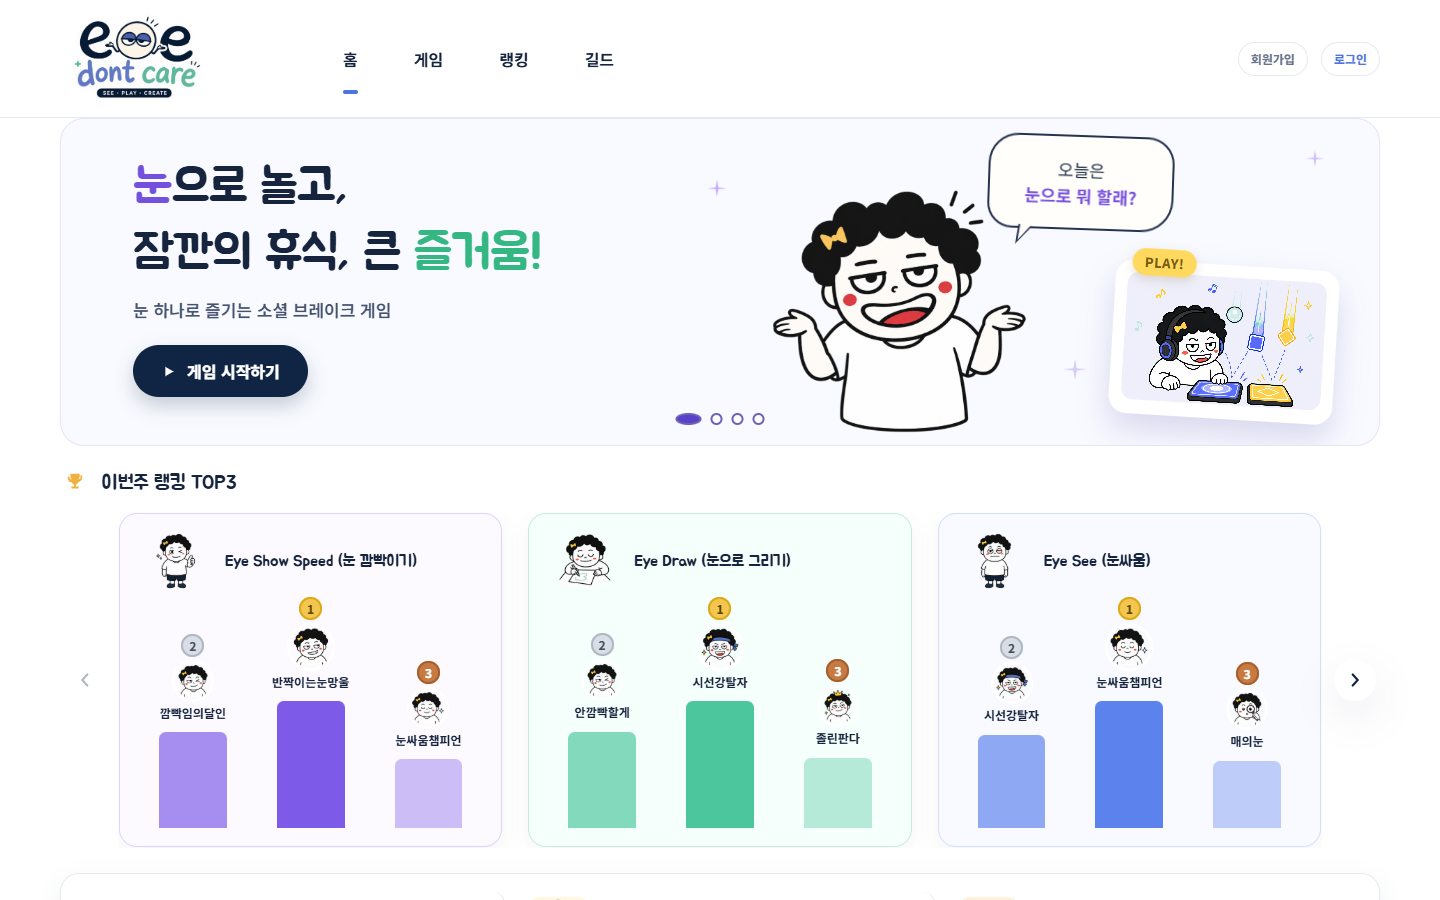 eye
dont care
SEE · PLAY · CREATE
홈
게임
랭킹
길드
회원가입
로그인
눈으로 놀고,
잠깐의 휴식, 큰 즐거움!
눈 하나로 즐기는 소셜 브레이크 게임
게임 시작하기
오늘은
눈으로 뭐 할래?
PLAY!
이번주 랭킹 TOP3
Eye Show Speed (눈 깜빡이기)
1
반짝이는눈망울
2
깜빡임의달인
3
눈싸움챔피언
Eye Draw (눈으로 그리기)
1
시선강탈자
2
안깜빡할게
3
졸린판다
Eye See (눈싸움)
1
눈싸움챔피언
2
시선강탈자
3
매의눈